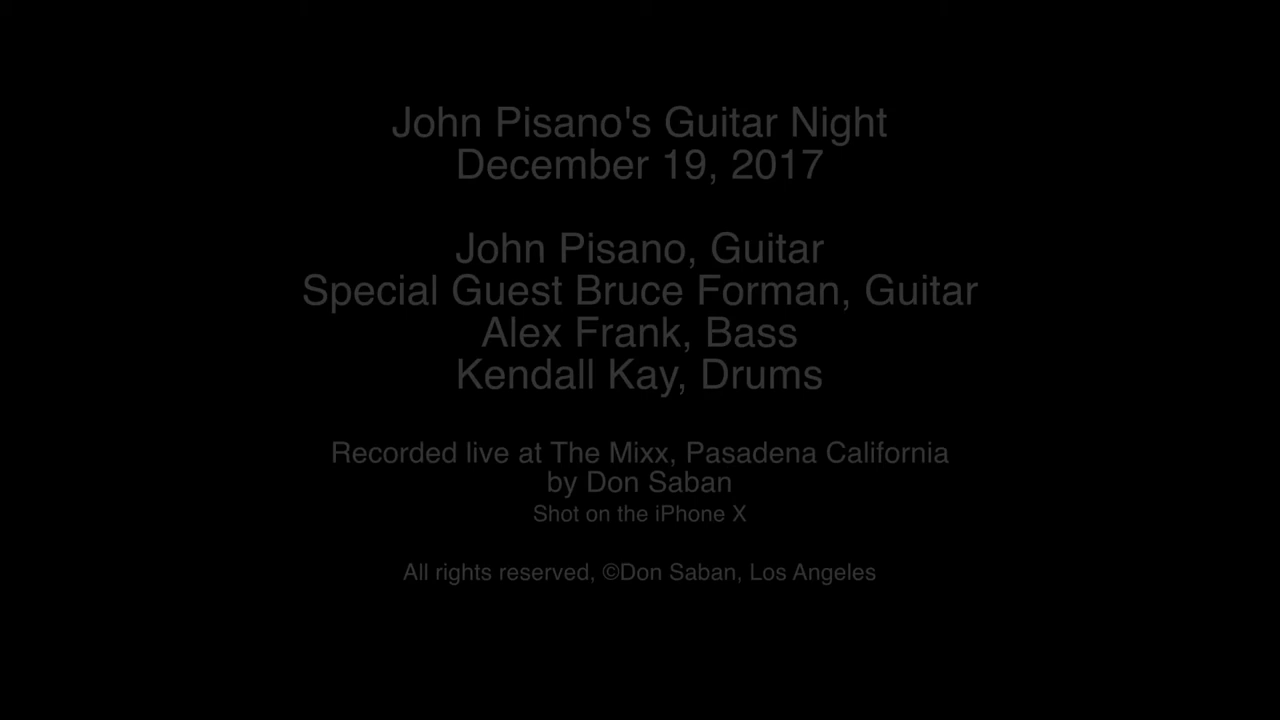 John Pisano's Guitar Night
December 19, 2017
John Pisano, Guitar
Special Guest Bruce Forman, Guitar
Alex Frank, Bass
Kendall Kay, Drums
Recorded live at The Mixx, Pasadena California
by Don Saban
Shot on the iPhone X
All rights reserved, ©Don Saban, Los Angeles